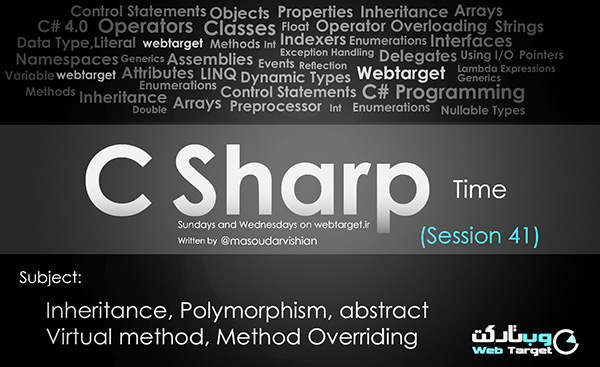 Control Statements Objects Properties Inheritance Arrays
C# 4.0 Operators Classes Float Operator Overloading Strings
Data Type,Literal webtarget Methods Int Indexers Enumerations Interfaces
Namespaces Generics Assemblies Events Exception Handling Delegates Using I/O Pointers
Variable webtarget Attributes LINQ Reflection Dynamic Types Webtarget Lambda Expressions Generics
Methods Enumerations Control Statements C# Programming
Inheritance Arrays Preprocessor Int Enumerations Nullable Types
Double
C Sharp Time
Sundays and Wednesdays on webtarget.ir
Written by @masoudarvishian
(Session 41)
Subject:
Inheritance, Polymorphism, abstract
Virtual method, Method Overriding
وب‌تارگت
Web Target